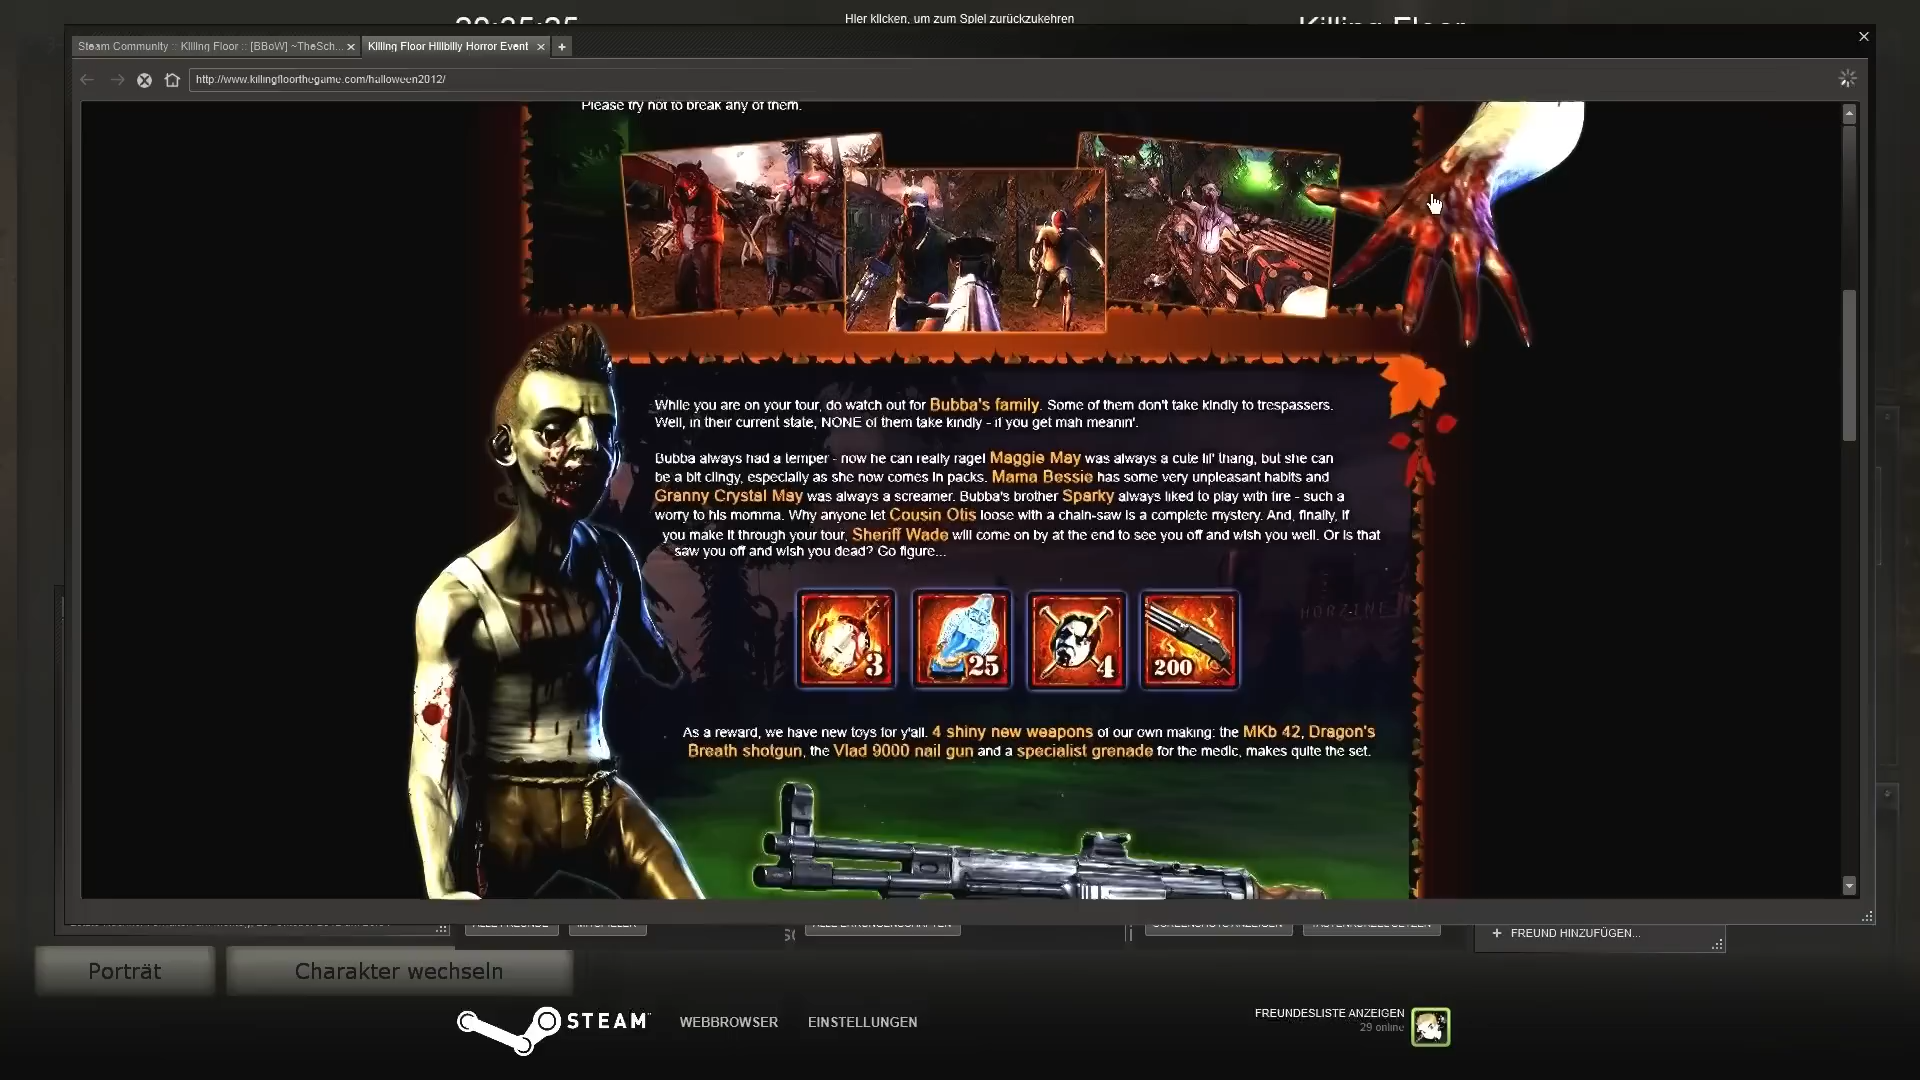 Hier klicken, um zum Spiel zurückzukehren
Steam Community :: Killing Floor :: [BBoW] ~TheSch...
Killing Floor Hillbilly Horror Event
http://www.killingfloorthegame.com/halloween2012/
Please try not to break any of them.
While you are on your tour, do watch out for Bubba's family. Some of them don't take kindly to trespassers.
Well, in their current state, NONE of them take kindly - if you get mah meanin'.
Bubba always had a temper - now he can really rage! Maggie May was always a cute lil' thang, but she can
be a bit clingy, especially as she now comes in packs. Mama Bessie has some very unpleasant habits and
Granny Crystal May was always a screamer. Bubba's brother Sparky always liked to play with fire - such a
worry to his momma. Why anyone let Cousin Otis loose with a chain-saw is a complete mystery. And, finally, if
you make it through your tour, Sheriff Wade will come on by at the end to see you off and wish you well. Or is that
saw you off and wish you dead? Go figure...
HORZINE
3
25
4
200
As a reward, we have new toys for y'all. 4 shiny new weapons of our own making: the MKb 42, Dragon's
Breath shotgun, the Vlad 9000 nail gun and a specialist grenade for the medic, makes quite the set.
+ FREUND HINZUFÜGEN...
Porträt
Charakter wechseln
STEAM
WEBBROWSER
EINSTELLUNGEN
FREUNDESLISTE ANZEIGEN
29 online